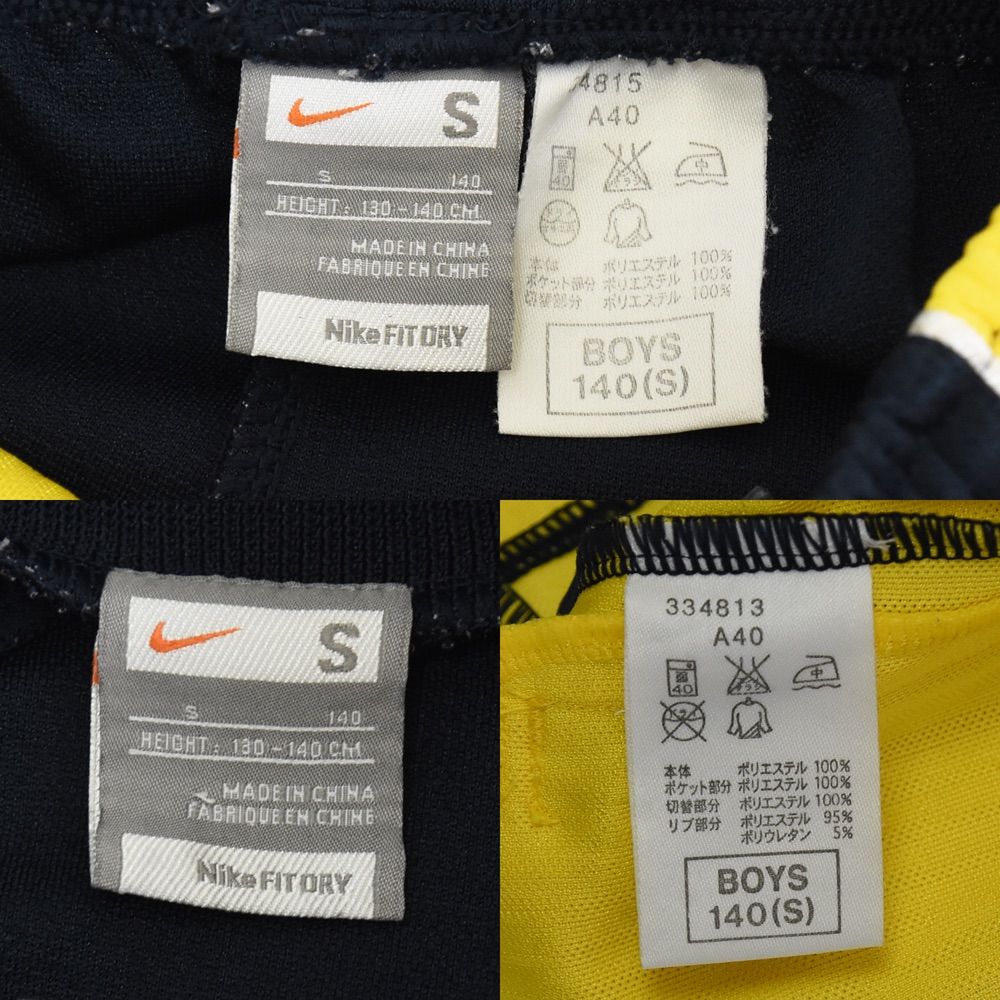 S
S 140
HEIGHT: 130-140 CM
MADE IN CHINA
FABRIQUE EN CHINE
Nike FIT DRY
4815
A40
40
中
本体 ポリエステル 100%
ポケット部分 ポリエステル 100%
切替部分 ポリエステル 100%
BOYS
140(S)
S
S 140
HEIGHT: 130-140 CM
MADE IN CHINA
FABRIQUE EN CHINE
Nike FIT DRY
334813
A40
40
中
本体 ポリエステル 100%
ポケット部分 ポリエステル 100%
切替部分 ポリエステル 100%
リブ部分 ポリエステル 95%
ポリウレタン 5%
BOYS
140(S)